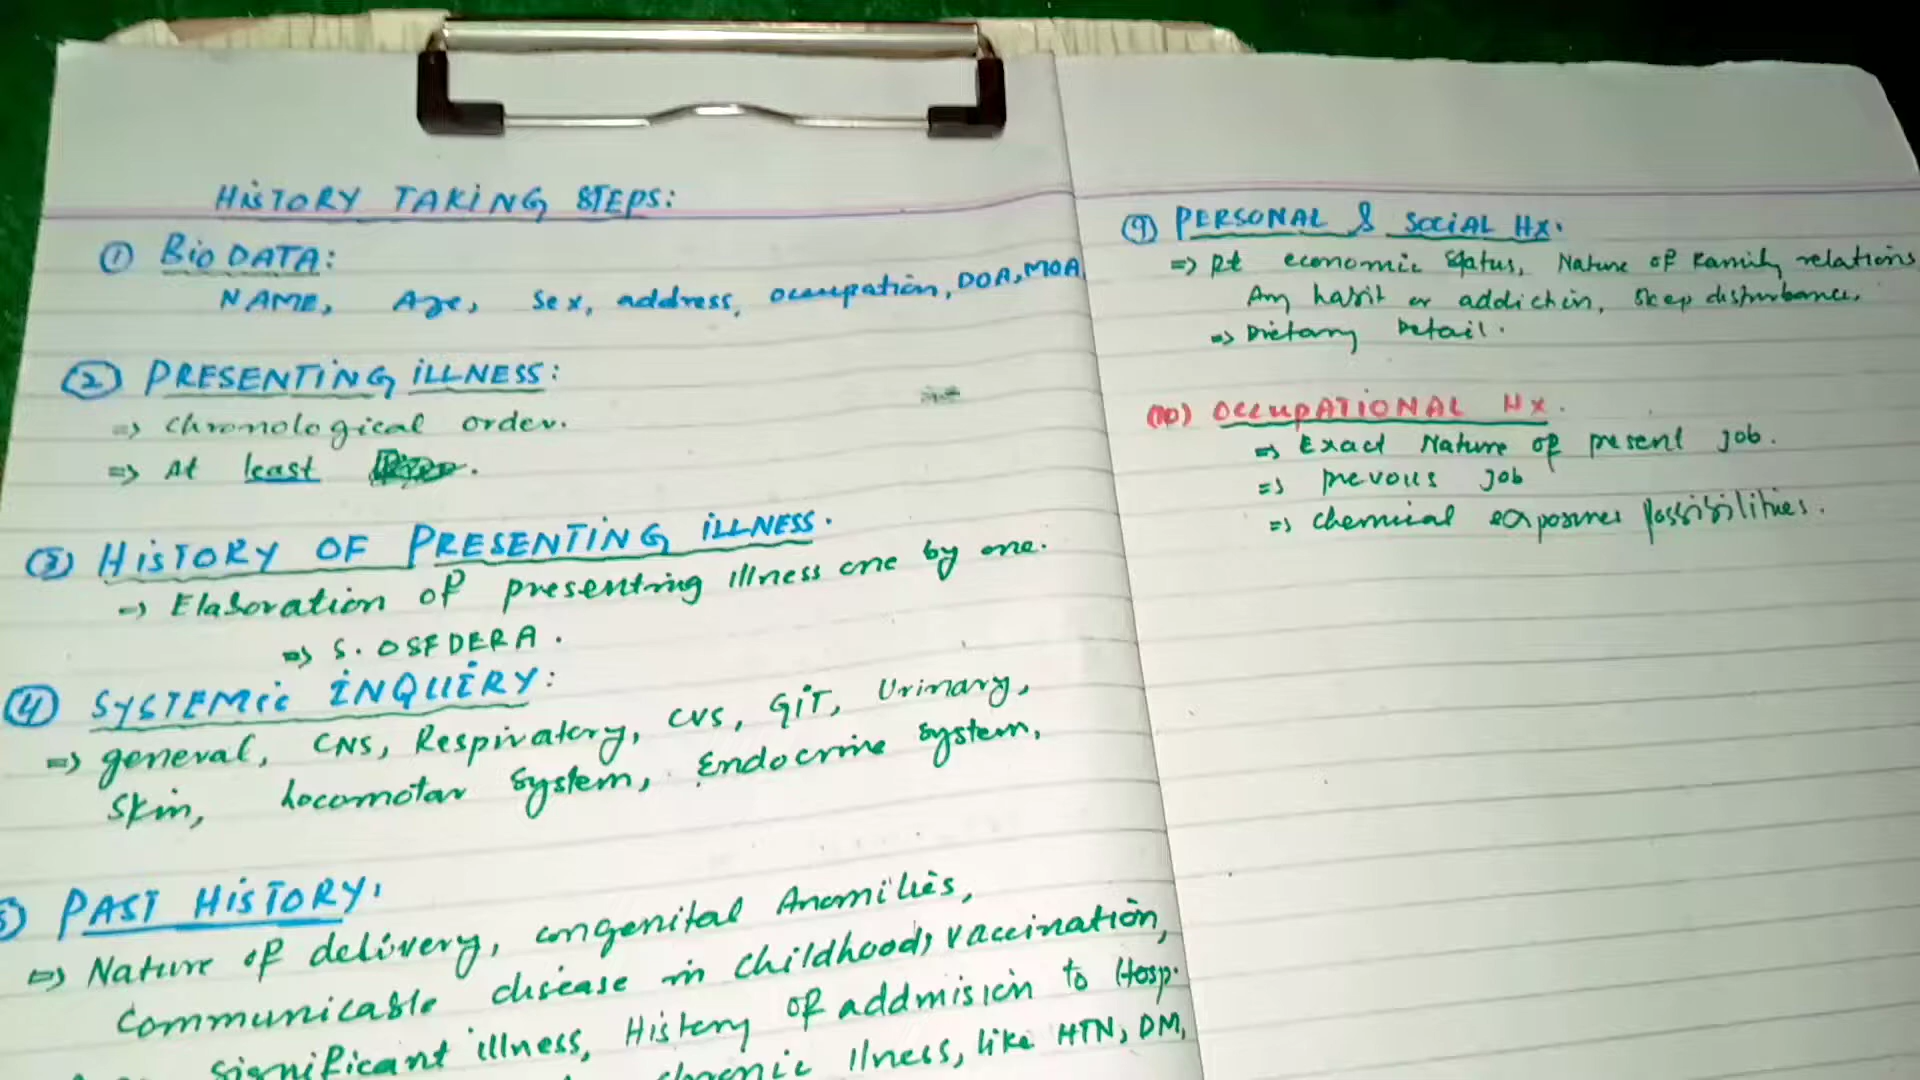 HISTORY TAKING STEPS:
① BIO DATA:
NAME, Age, Sex, address, occupation, DOA, MOA
② PRESENTING ILLNESS:
=> Chronological order.
=> At least
③ HISTORY OF PRESENTING ILLNESS.
=> Elaboration of presenting illness one by one.
=> S. OSFDERA.
④ SYSTEMIC INQUIRY:
=> general, CNS, Respiratory, CVS, GIT, Urinary,
Skin, Locomotar System, Endocrine System,
5) PAST HISTORY.
=> Nature of delivery, congenital Anomilies,
Communicable disease in childhood, vaccination,
significant illness, History of addmision to Hosp.
chronic illness, like HTN, DM,
⑨ PERSONAL & SOCIAL HX.
=> Pt economic status, Nature of Family relations
Any habit or addiction, Sleep disturbance,
=> Dietary Detail.
(10) OCCUPATIONAL HX.
=> Exact Nature of present job.
=> prevous job
=> chemical exposures possibilities.